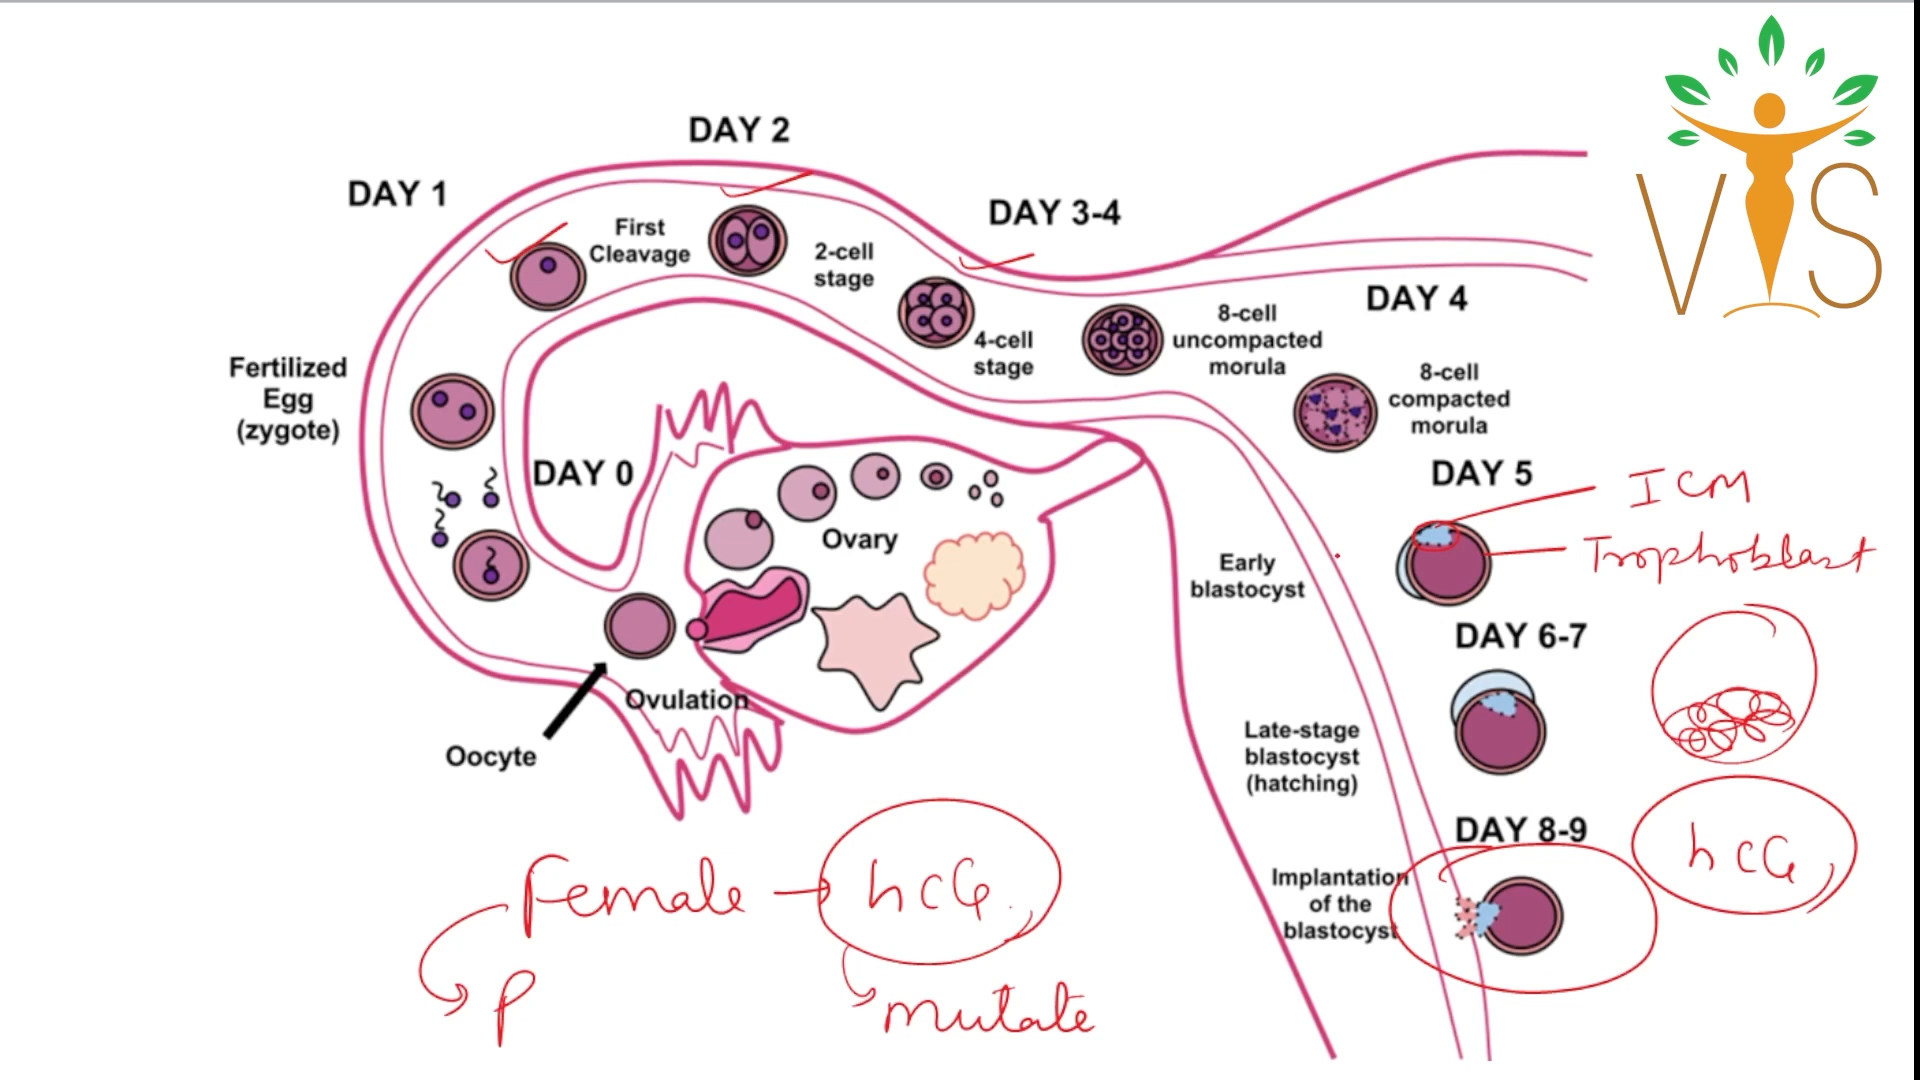 DAY 2
DAY 1
DAY 3-4
First
Cleavage
2-cell
stage
DAY 4
4-cell
stage
8-cell
uncompacted
morula
8-cell
compacted
morula
Fertilized
Egg
(zygote)
DAY 0
DAY 5
ICM
Trophoblast
Ovary
Early
blastocyst
DAY 6-7
Ovulation
Oocyte
Late-stage
blastocyst
(hatching)
DAY 8-9
hCG
Implantation
of the
blastocyst
Female → hCG
P
mutate
VIS